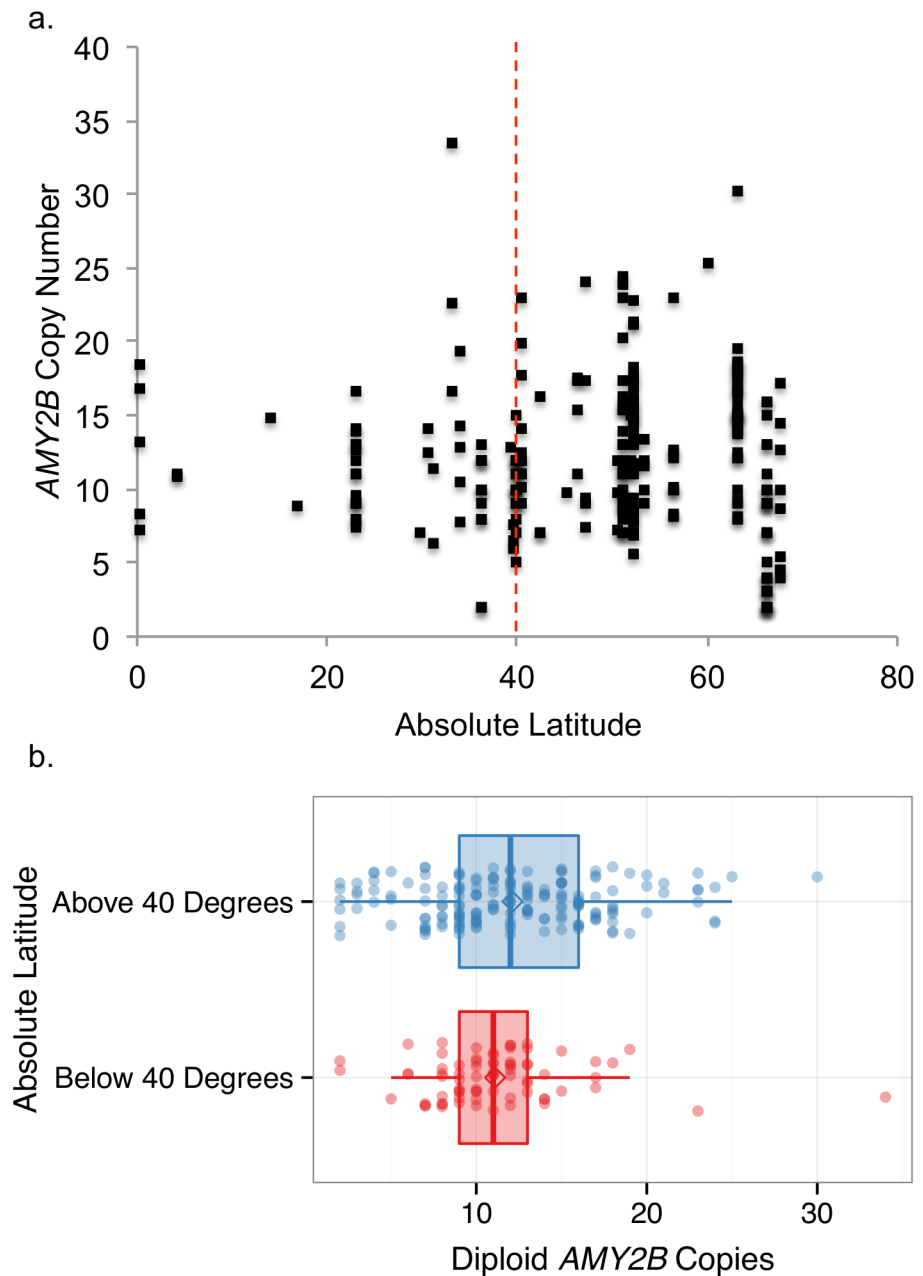 a.
40
35
30
25
20
15
10
5
0
AMY2B Copy Number
0 20 40 60 80
Absolute Latitude
b.
Absolute Latitude
Above 40 Degrees
Below 40 Degrees
10 20 30
Diploid AMY2B Copies